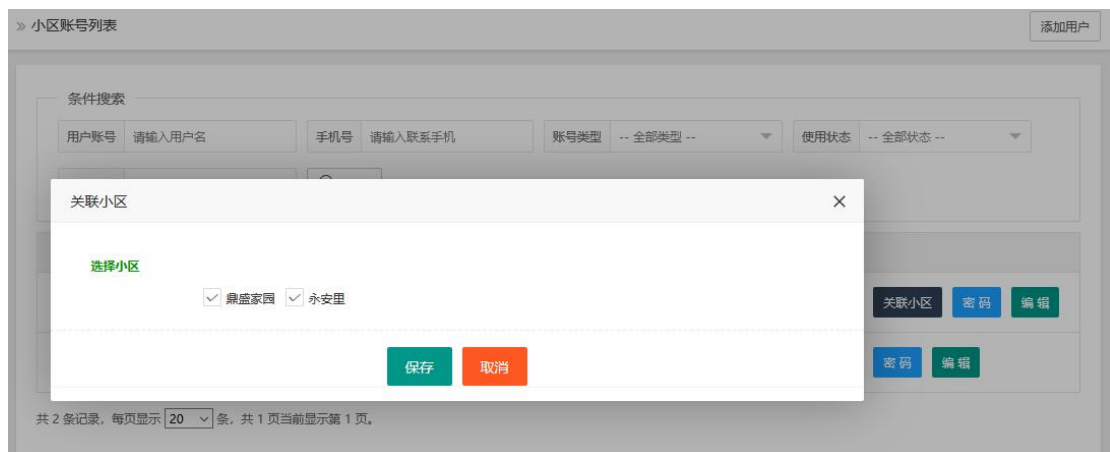 » 小区账号列表 添加用户
条件搜索
用户账号 请输入用户名 手机号 请输入联系手机 账号类型 -- 全部类型 -- 使用状态 -- 全部状态 --
关联小区 ×
选择小区
鼎盛家园 永安里
关联小区 密码 编辑
保存 取消
密码 编辑
共 2 条记录, 每页显示 20 条, 共 1 页当前显示第 1 页。